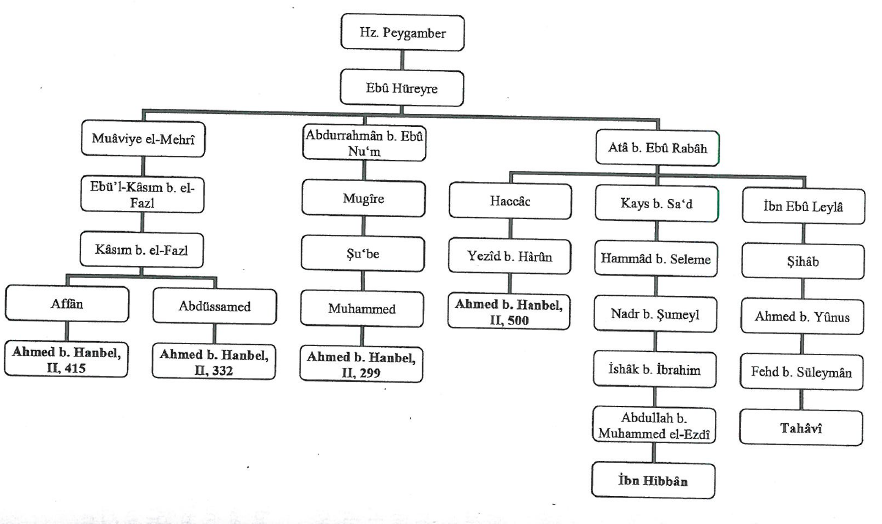 Hz. Peygamber
Ebû Hüreyre
Muâviye el-Mehrî
Ebü’l-Kâsım b. el-
Fazl
Kâsım b. el-Fazl
Affân
Ahmed b. Hanbel,
II, 415
Abdüssamed
Ahmed b. Hanbel,
II, 332
Abdurrahmân b. Ebû
Nu‘m
Mugîre
Şu‘be
Muhammed
Ahmed b. Hanbel,
II, 299
Atâ b. Ebû Rabâh
Haccâc
Yezîd b. Hârûn
Ahmed b. Hanbel,
II, 500
Kays b. Sa‘d
Hammâd b. Seleme
Nadr b. Şumeyl
İshâk b. İbrahim
Abdullah b.
Muhammed el-Ezdî
İbn Hibbân
İbn Ebû Leylâ
Şihâb
Ahmed b. Yûnus
Fehd b. Süleymân
Tahâvî